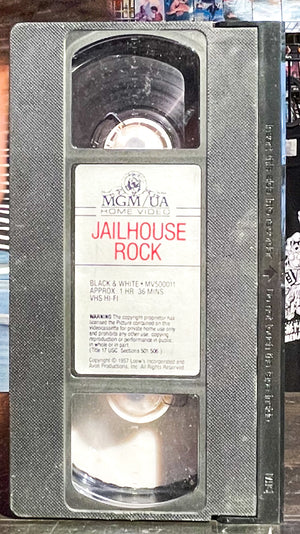 MGM/UA
HOME VIDEO
JAILHOUSE
ROCK
BLACK & WHITE • MV500011
APPROX. 1 HR. 36 MINS.
VHS HI-FI
WARNING: The copyright proprietor has
licensed the Picture contained on this
videocassette for private home use only
and prohibits any other use, copying,
reproduction or performance in public,
in whole or in part.
(Title 17 USC Sections 501 506.)
Copyright © 1957 Loew's Incorporated and
Avon Productions, Inc. All Rights Reserved.